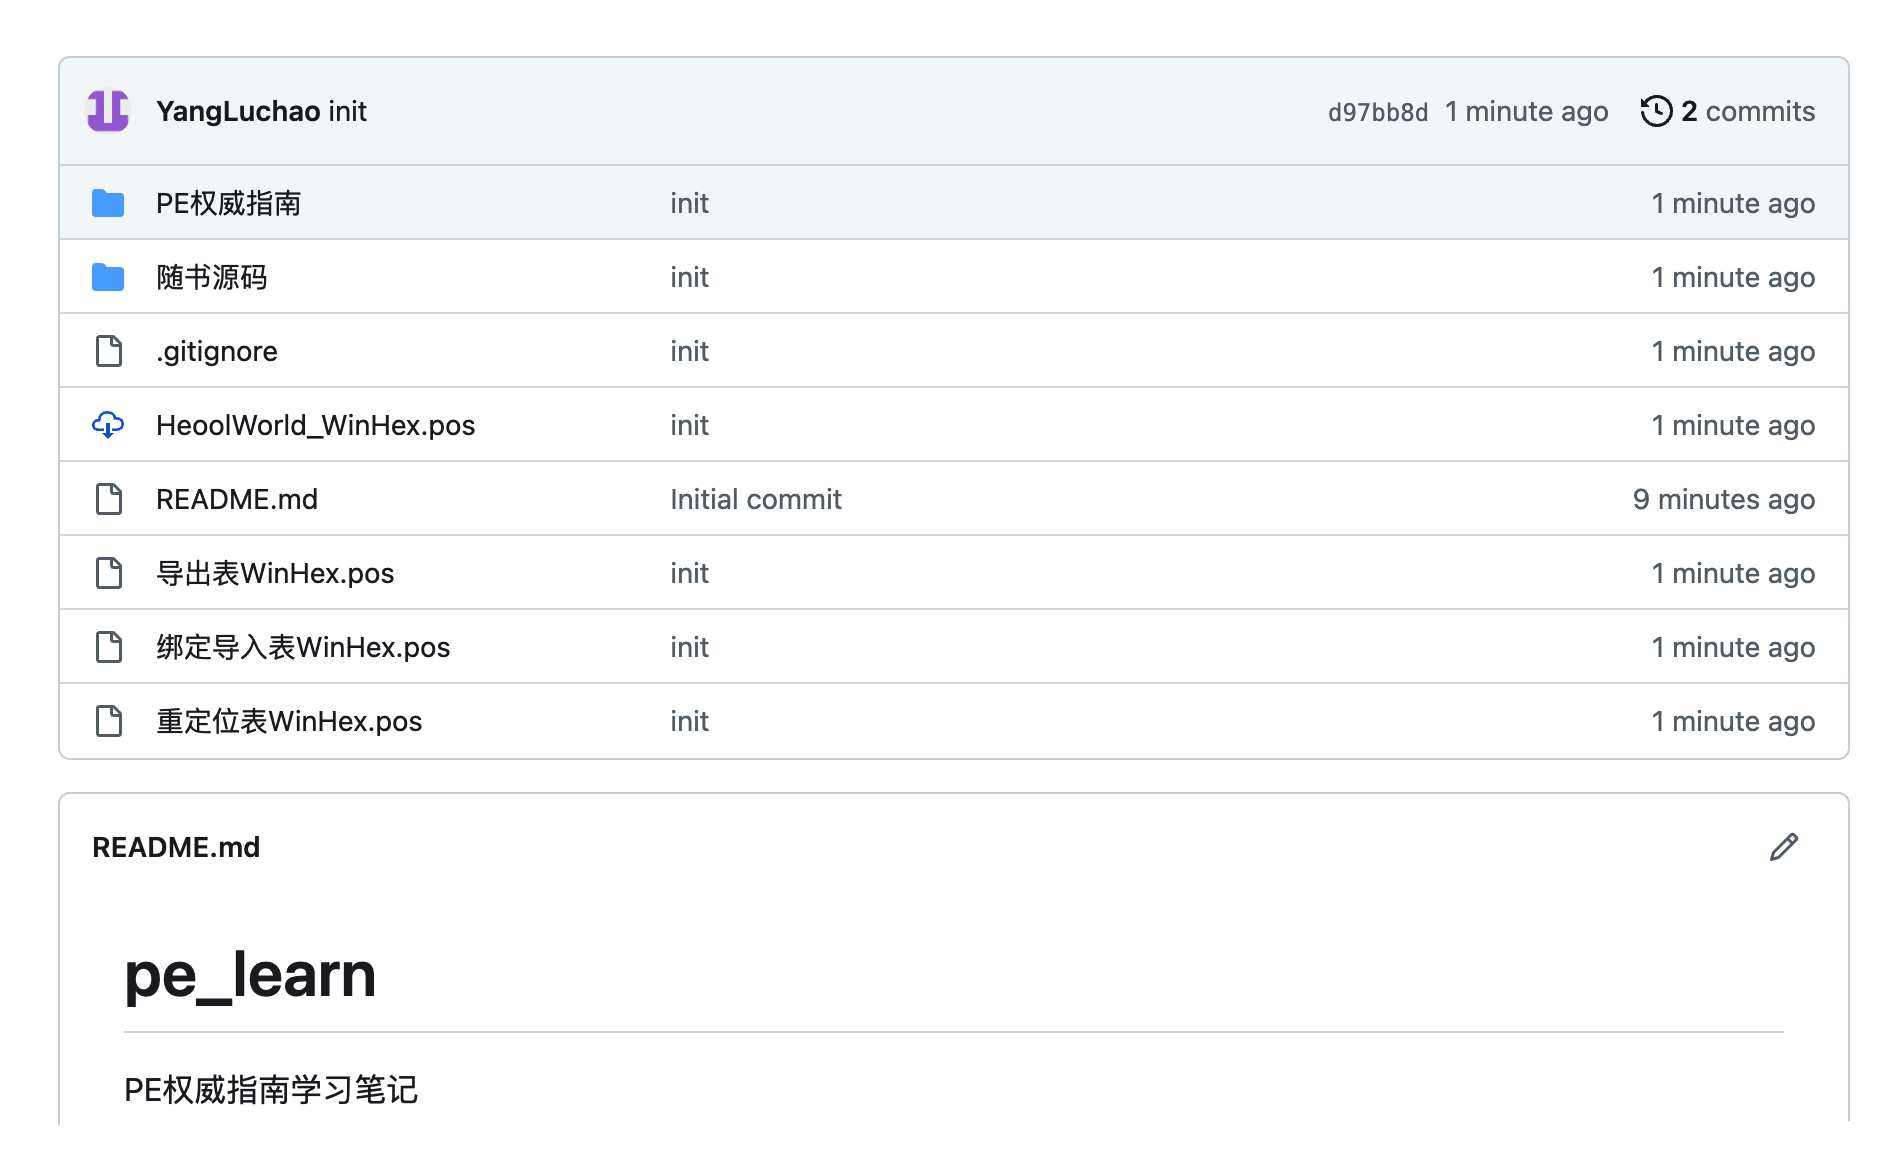 YangLuchao init d97bb8d 1 minute ago 2 commits
PE权威指南 init 1 minute ago
随书源码 init 1 minute ago
.gitignore init 1 minute ago
HeoolWorld_WinHex.pos init 1 minute ago
README.md Initial commit 9 minutes ago
导出表WinHex.pos init 1 minute ago
绑定导入表WinHex.pos init 1 minute ago
重定位表WinHex.pos init 1 minute ago
README.md
pe_learn
PE权威指南学习笔记